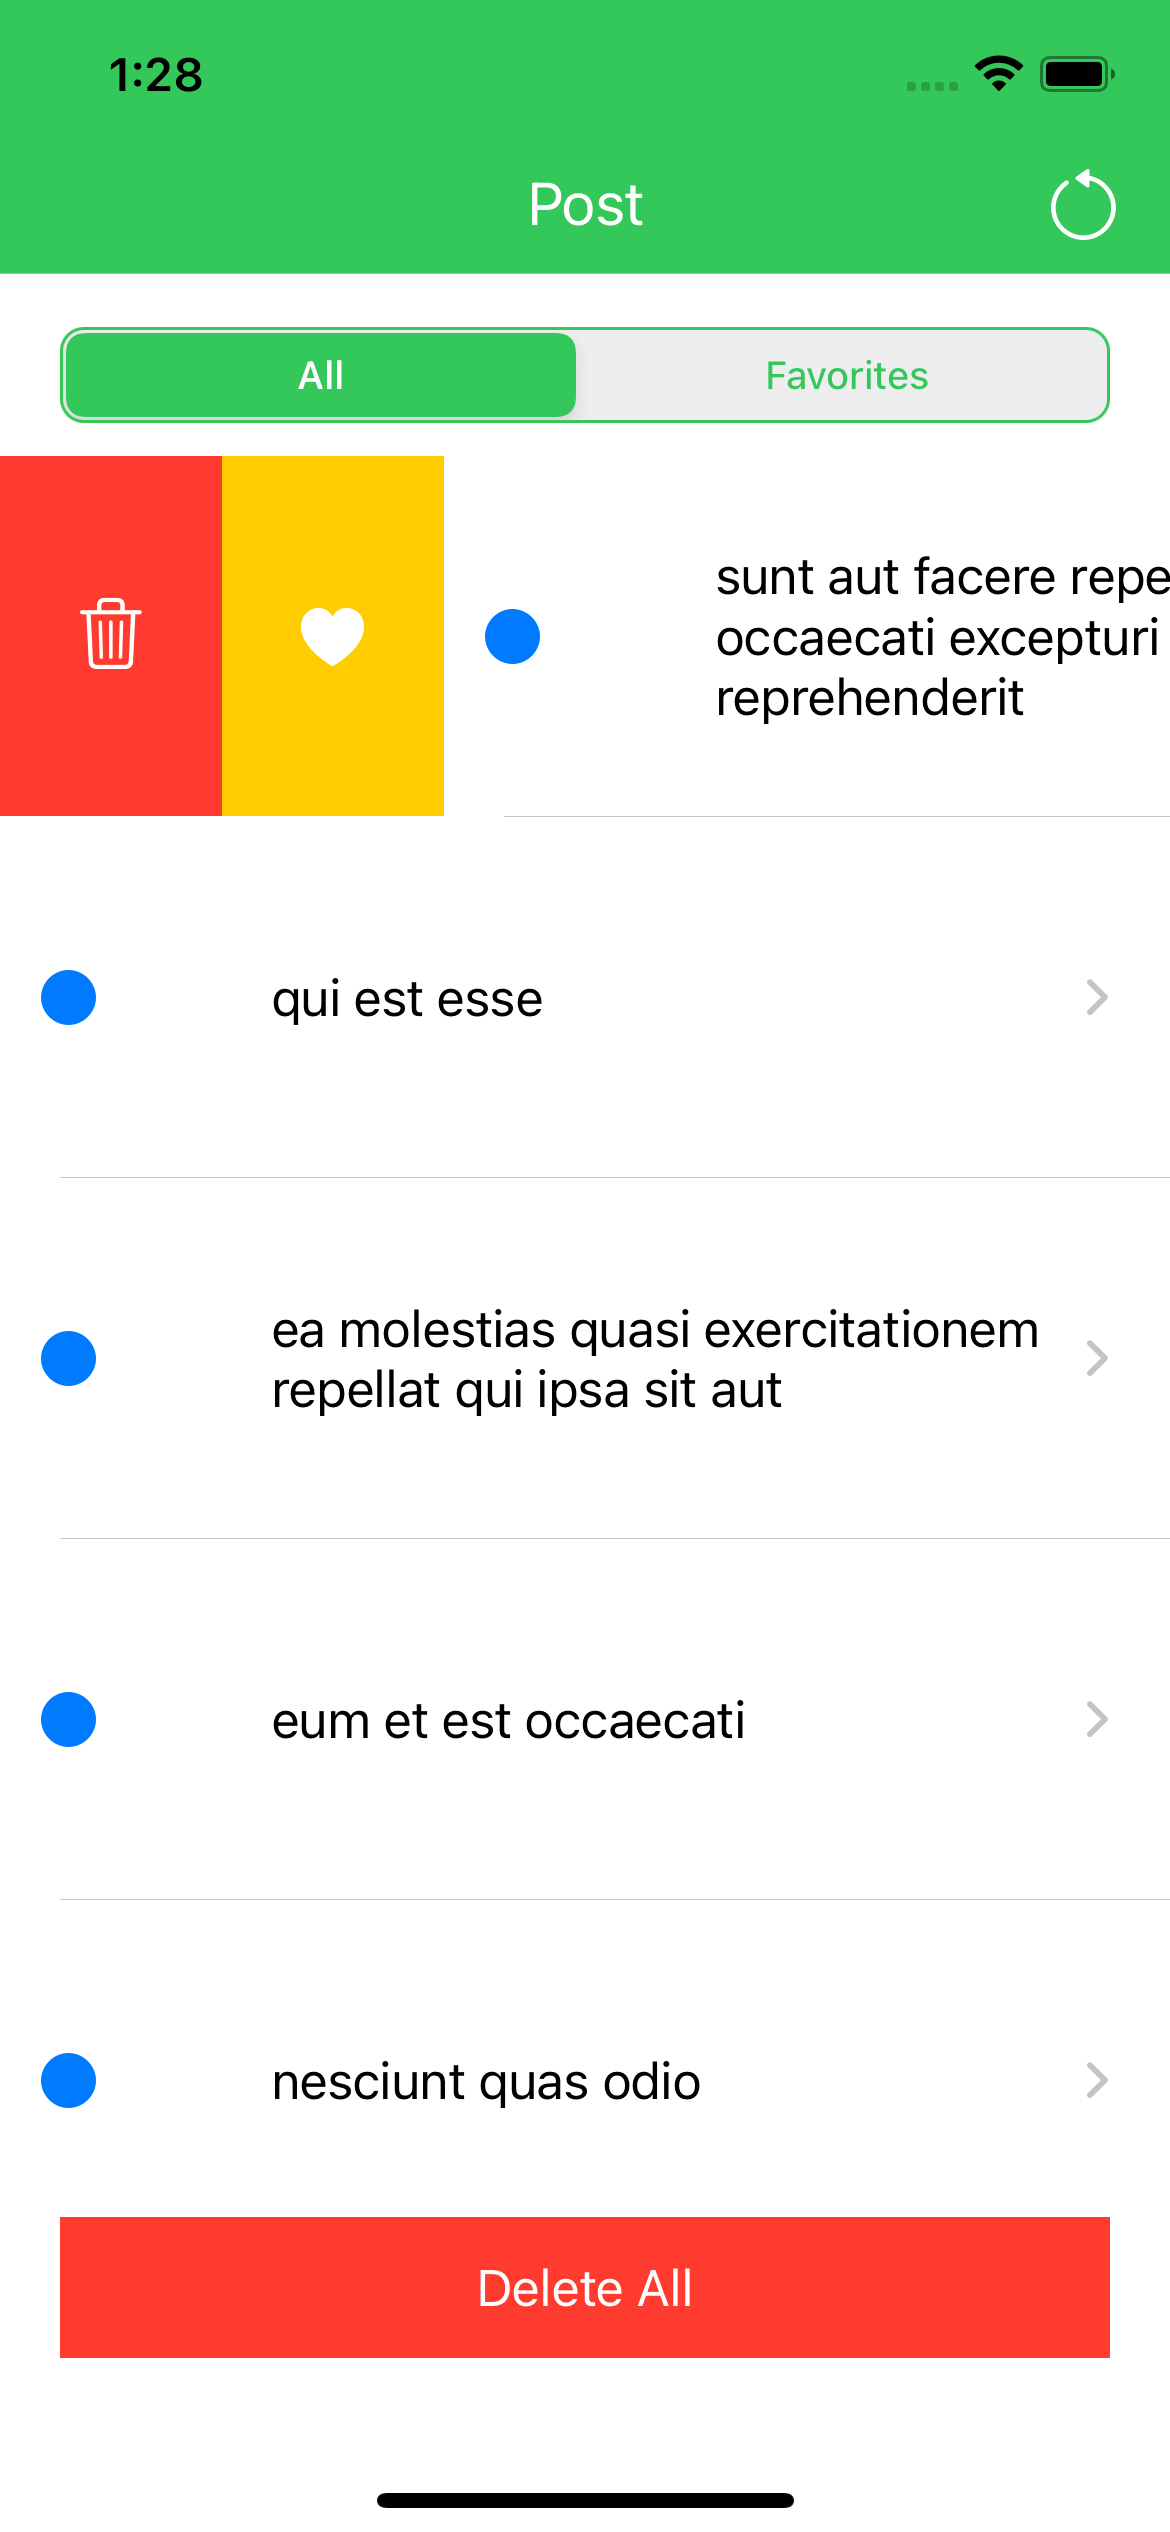 1:28
Post
All
Favorites
sunt aut facere repe
occaecati excepturi
reprehenderit
qui est esse
ea molestias quasi exercitationem
repellat qui ipsa sit aut
eum et est occaecati
nesciunt quas odio
Delete All